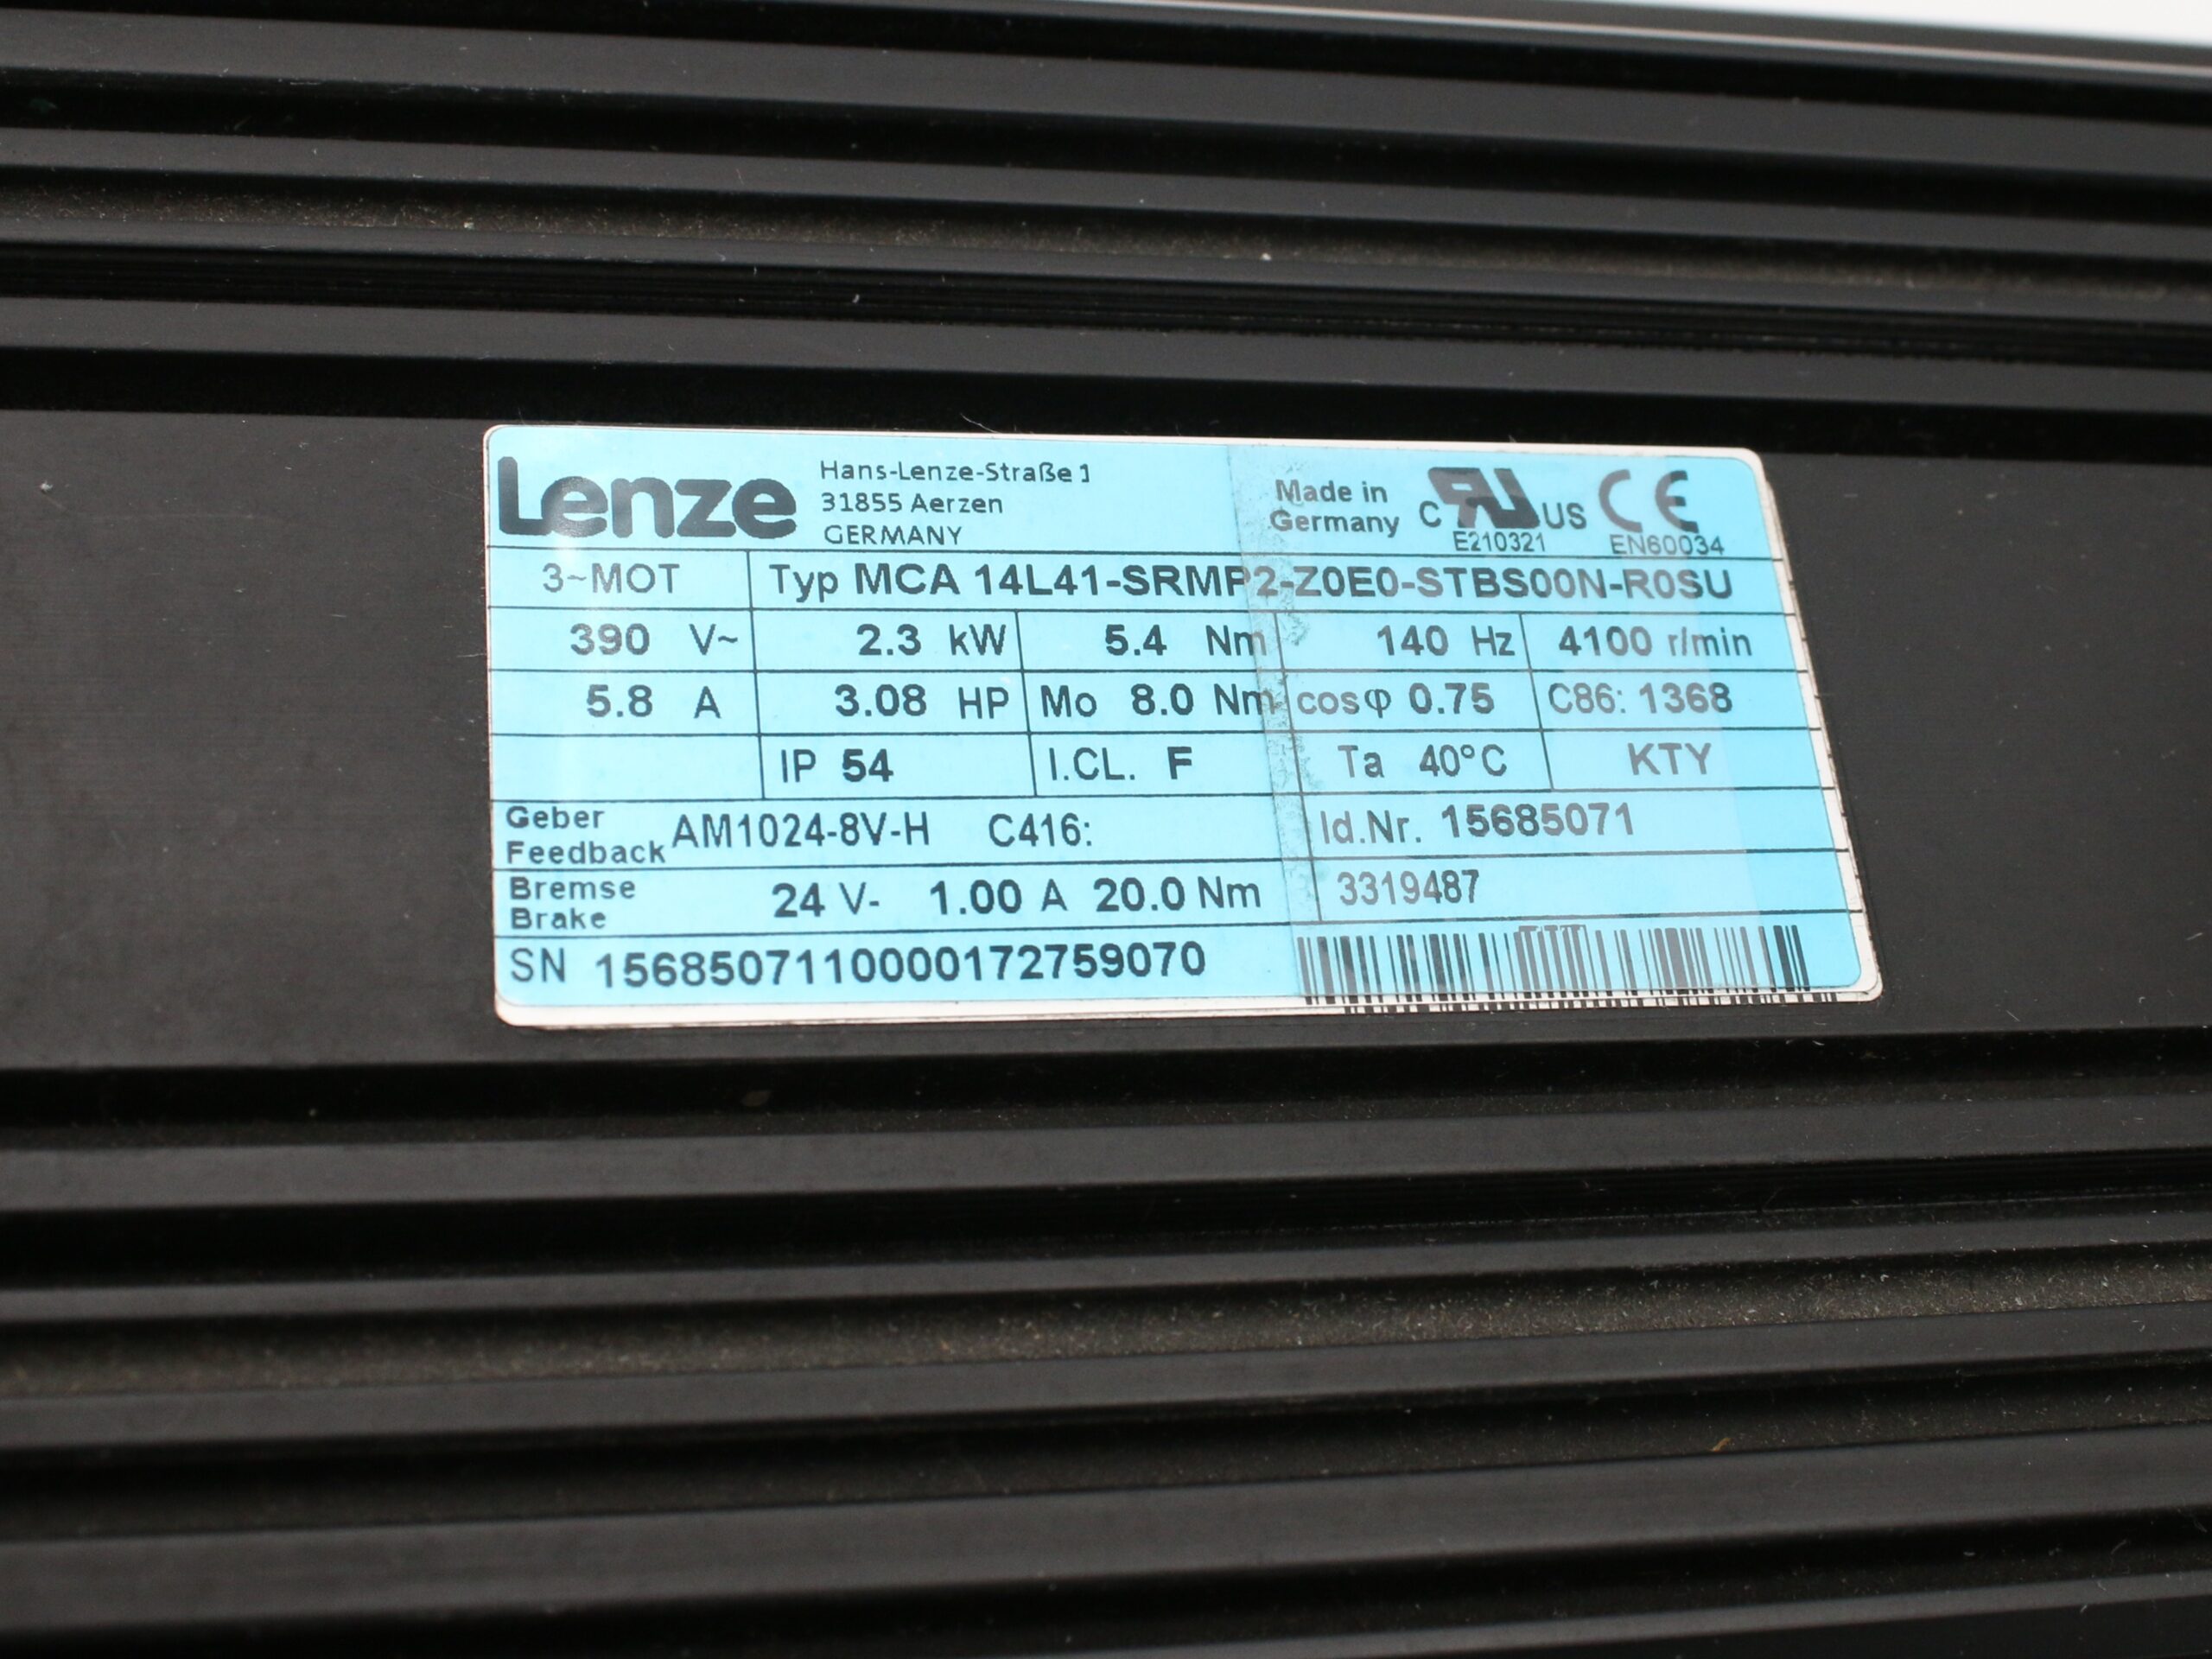 Lenze
Hans-Lenze-Straße 1
31855 Aerzen
GERMANY
Made in
Germany
C RU US CE
E210321 EN60034
3~MOT Typ MCA 14L41-SRMP2-Z0E0-STBS00N-R0SU
390 V~ 2.3 kW 5.4 Nm 140 Hz 4100 r/min
5.8 A 3.08 HP Mo 8.0 Nm cosφ 0.75 C86: 1368
IP 54 I.CL. F Ta 40°C KTY
Geber
Feedback AM1024-8V-H C416: Id.Nr. 15685071
Bremse
Brake 24 V- 1.00 A 20.0 Nm 3319487
SN 1568507110000172759070